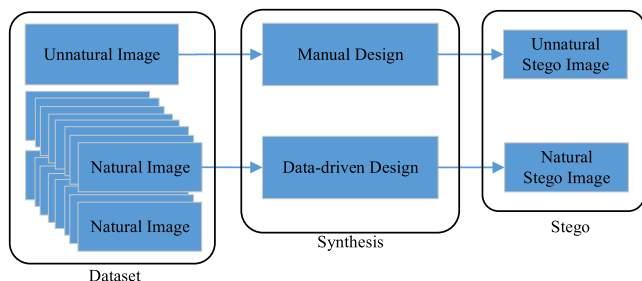 Unnatural Image
Manual Design
Unnatural
Stego Image
Natural Image
Data-driven Design
Natural
Stego Image
Natural Image
Dataset
Synthesis
Stego